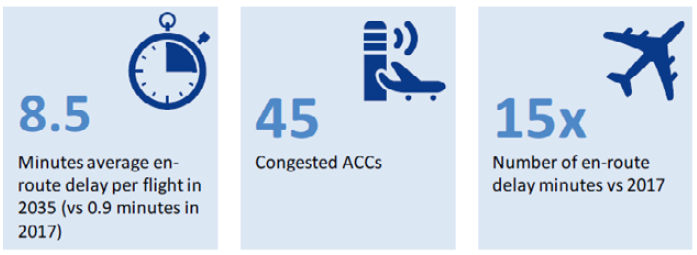 8.5
Minutes average en-
route delay per flight in
2035 (vs 0.9 minutes in
2017)
45
Congested ACCs
15x
Number of en-route
delay minutes vs 2017